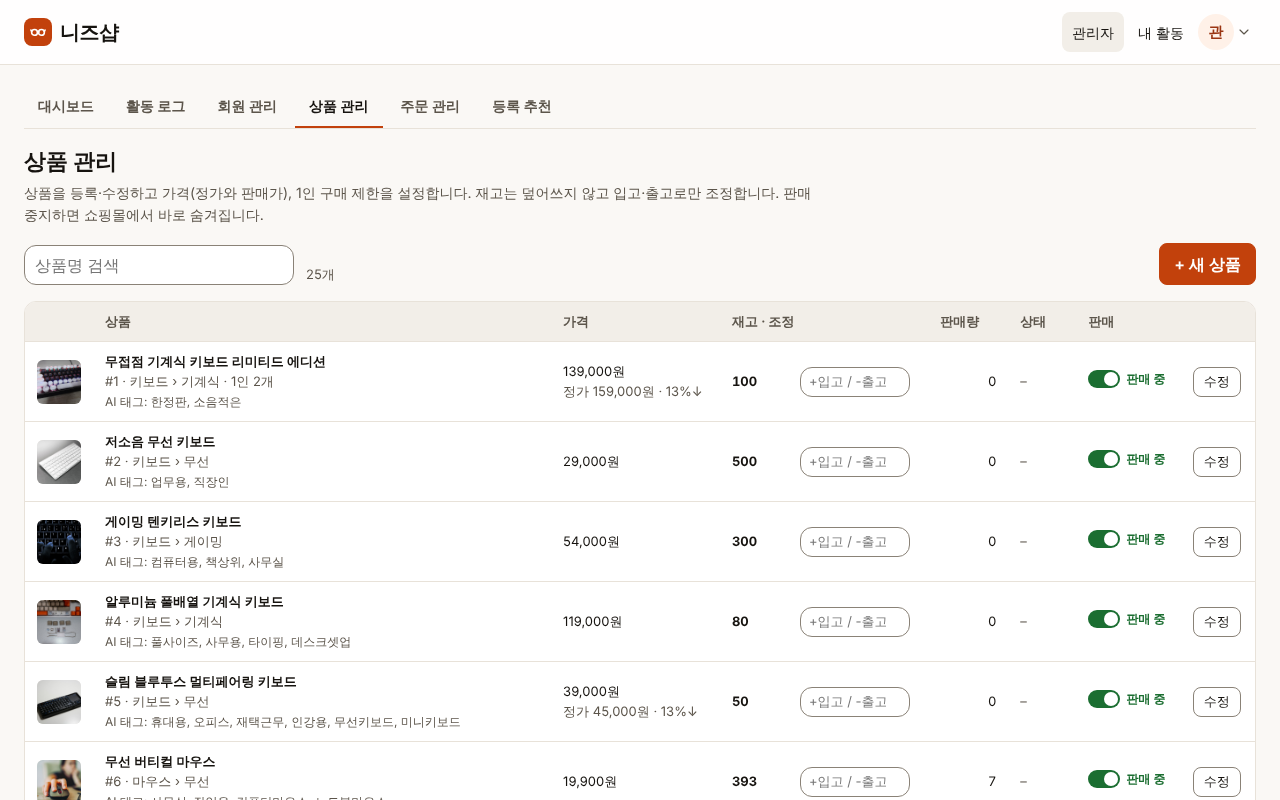 니즈샵
관리자 내 활동 관
대시보드 활동 로그 회원 관리 상품 관리 주문 관리 등록 추천
상품 관리
상품을 등록·수정하고 가격(정가와 판매가), 1인 구매 제한을 설정합니다. 재고는 덮어쓰지 않고 입고·출고로만 조정합니다. 판매
중지하면 쇼핑몰에서 바로 숨겨집니다.
상품명 검색 25개 + 새 상품
상품 가격 재고 · 조정 판매량 상태 판매
무접점 기계식 키보드 리미티드 에디션
#1 · 키보드 › 기계식 · 1인 2개
AI 태그: 한정판, 소음적은
139,000원
정가 159,000원 · 13%↓
100 +입고 / -출고 0 – 판매 중 수정
저소음 무선 키보드
#2 · 키보드 › 무선
AI 태그: 업무용, 직장인
29,000원 500 +입고 / -출고 0 – 판매 중 수정
게이밍 텐키리스 키보드
#3 · 키보드 › 게이밍
AI 태그: 컴퓨터용, 책상위, 사무실
54,000원 300 +입고 / -출고 0 – 판매 중 수정
알루미늄 풀배열 기계식 키보드
#4 · 키보드 › 기계식
AI 태그: 풀사이즈, 사무용, 타이핑, 데스크셋업
119,000원 80 +입고 / -출고 0 – 판매 중 수정
슬림 블루투스 멀티페어링 키보드
#5 · 키보드 › 무선
AI 태그: 휴대용, 오피스, 재택근무, 인강용, 무선키보드, 미니키보드
39,000원
정가 45,000원 · 13%↓
50 +입고 / -출고 0 – 판매 중 수정
무선 버티컬 마우스
#6 · 마우스 › 무선
19,900원 393 +입고 / -출고 7 – 판매 중 수정